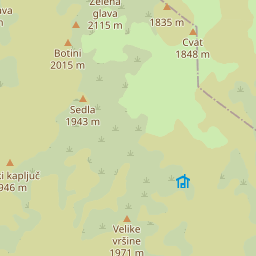 Zelena
glava
2115 m
1835 m
Cvat
1848 m
Botini
2015 m
Sedla
1943 m
kapljuč
946 m
Velike
vršine
1971 m